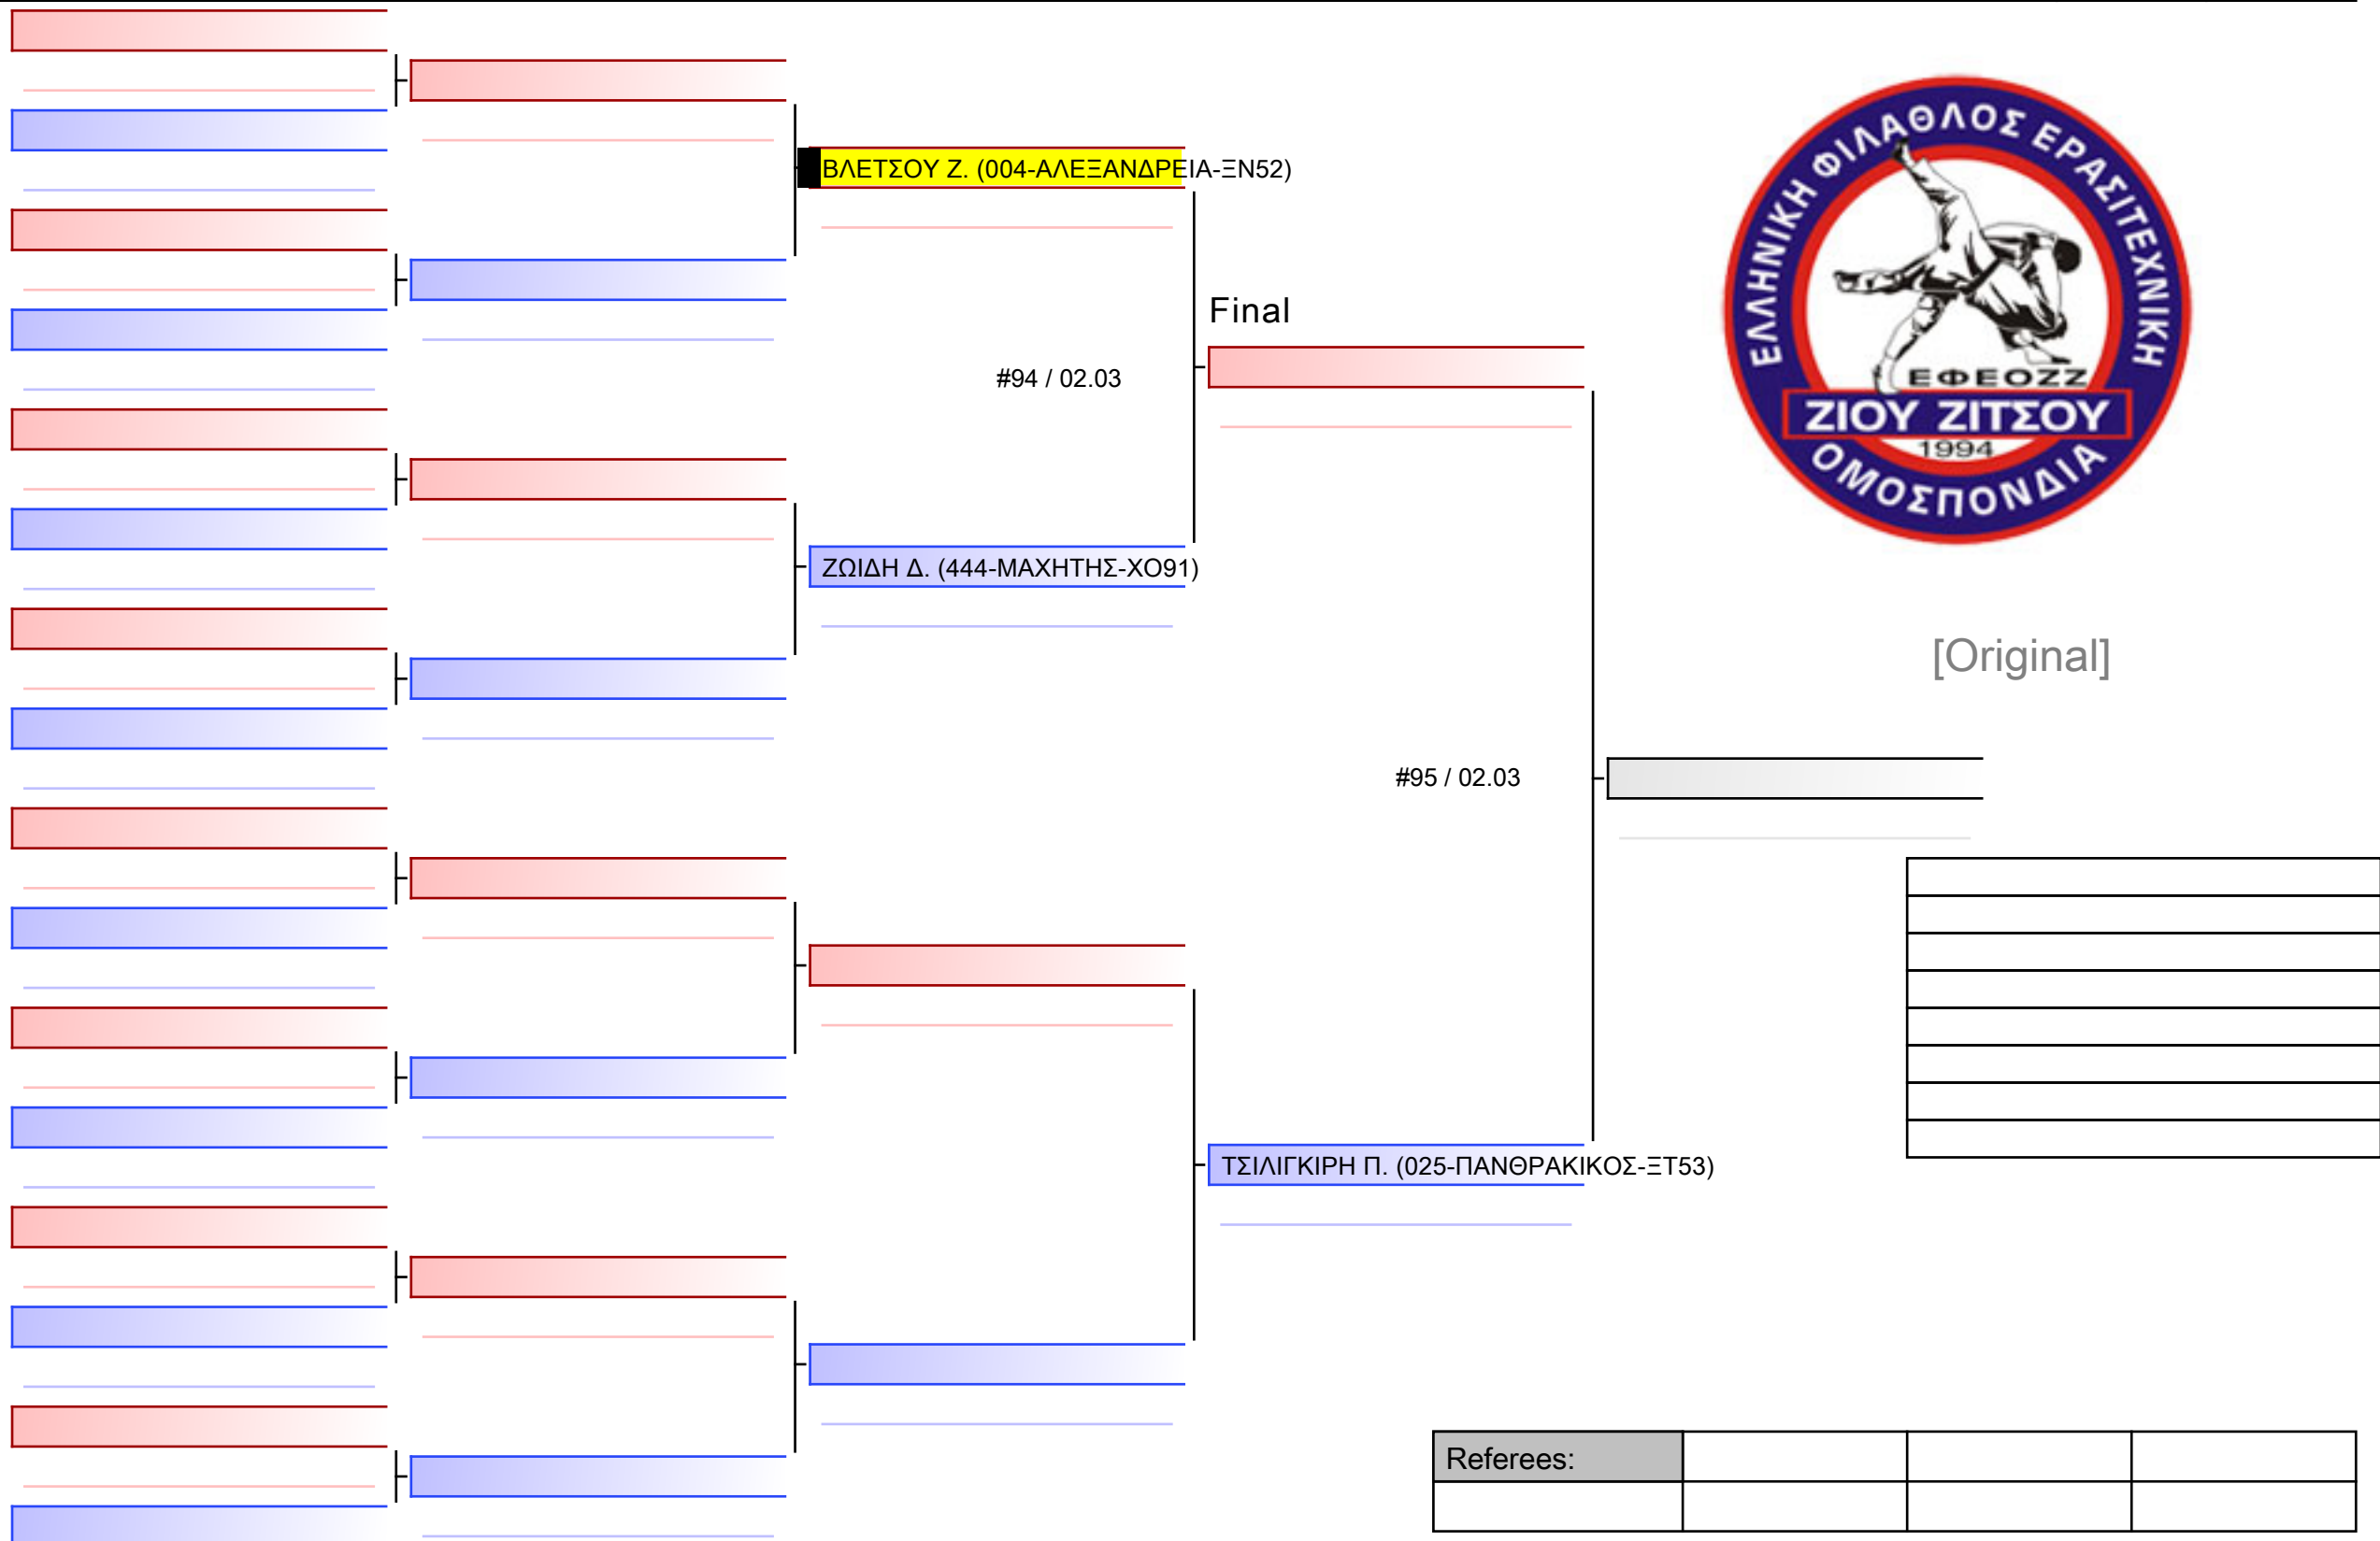 ΒΛΕΤΣΟΥ Ζ. (004-ΑΛΕΞΑΝΔΡΕΙΑ-ΞΝ52)
ΕΛΛΗΝΙΚΗ ΦΙΛΑΘΛΟΣ ΕΡΑΣΙΤΕΧΝΙΚΗ
Final
#94 / 02.03
ΕΦΕΟΖΖ
ΖΙΟΥ ΖΙΤΣΟΥ
1994
ΟΜΟΣΠΟΝΔΙΑ
ΖΩΙΔΗ Δ. (444-ΜΑΧΗΤΗΣ-ΧΟ91)
[Original]
#95 / 02.03
ΤΣΙΛΙΓΚΙΡΗ Π. (025-ΠΑΝΘΡΑΚΙΚΟΣ-ΞΤ53)
Referees: